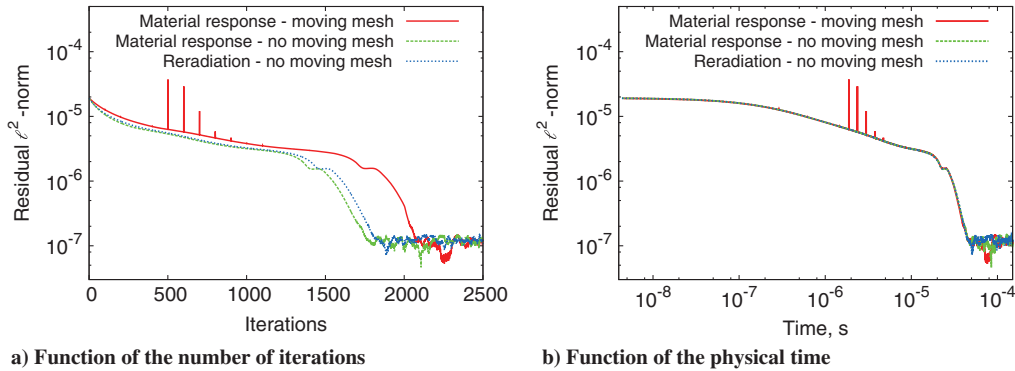 Material response - moving mesh
Material response - no moving mesh
Reradiation - no moving mesh
10⁻⁴
10⁻⁵
10⁻⁶
10⁻⁷
Residual ℓ² -norm
0 500 1000 1500 2000 2500
Iterations
a) Function of the number of iterations
Material response - moving mesh
Material response - no moving mesh
Reradiation - no moving mesh
10⁻⁴
10⁻⁵
10⁻⁶
10⁻⁷
Residual ℓ² -norm
10⁻⁸ 10⁻⁷ 10⁻⁶ 10⁻⁵ 10⁻⁴
Time, s
b) Function of the physical time